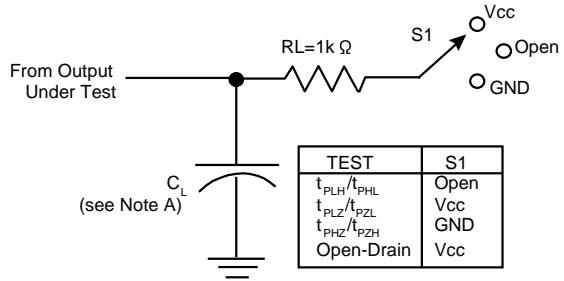 Vcc
S1
Open
RL=1k Ω
GND
From Output
Under Test
CL
(see Note A)
TEST S1
tPLH/tPHL Open
tPLZ/tPZL Vcc
tPHZ/tPZH GND
Open-Drain Vcc